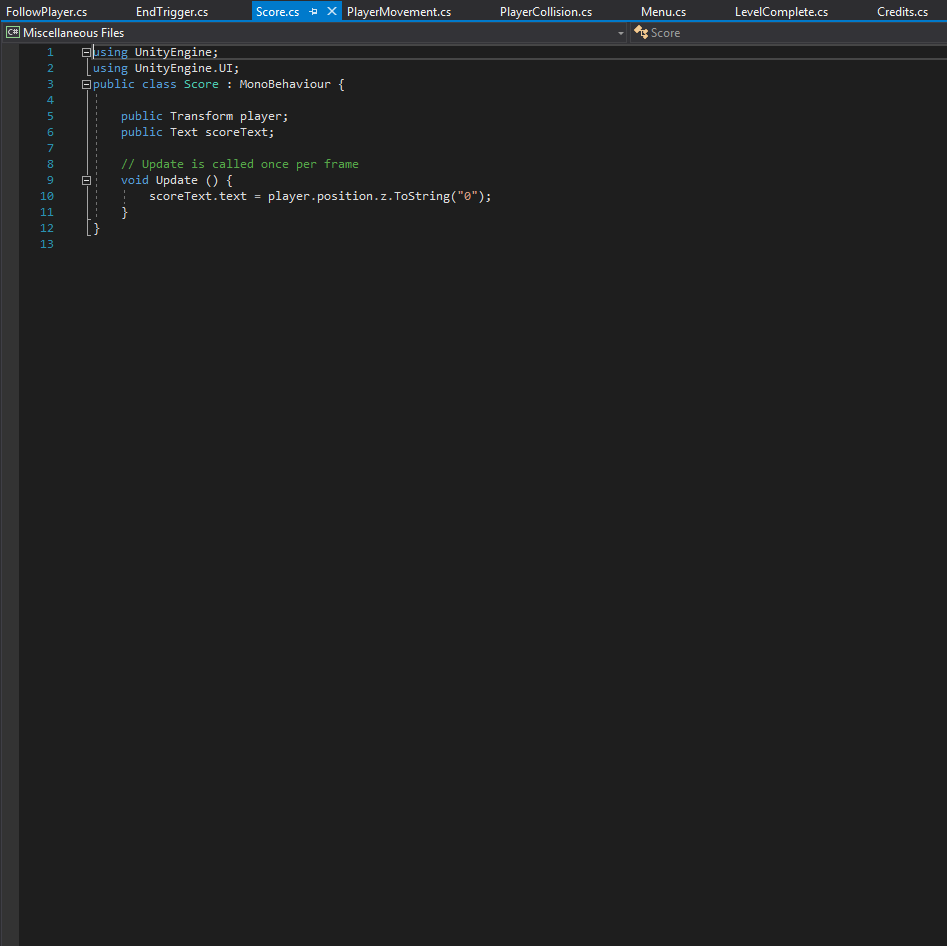 FollowPlayer.cs EndTrigger.cs Score.cs PlayerMovement.cs PlayerCollision.cs Menu.cs LevelComplete.cs Credits.cs
C# Miscellaneous Files Score
1 using UnityEngine;
2 using UnityEngine.UI;
3 public class Score : MonoBehaviour {
4
5 public Transform player;
6 public Text scoreText;
7
8 // Update is called once per frame
9 void Update () {
10 scoreText.text = player.position.z.ToString("0");
11 }
12 }
13